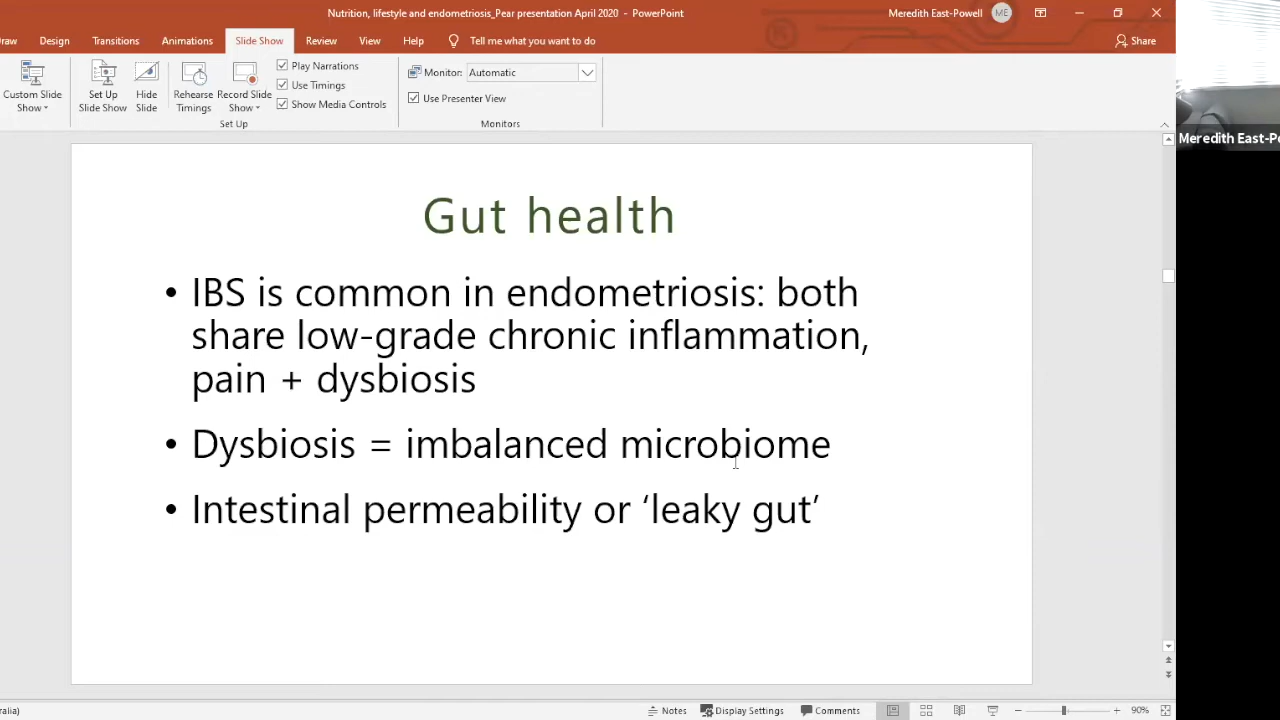 Nutrition, lifestyle and endometriosis_Pear presentation April 2020 - PowerPoint
Meredith East-Powell
ME
Design
Transitions
Animations
Slide Show
Review
View
Help
Tell me what you want to do
Share
Custom Slide
Show
Set Up
Slide Show
Hide
Slide
Rehearse
Timings
Record Slide
Show
Play Narrations
Use Timings
Show Media Controls
Set Up
Monitor:
Automatic
Use Presenter View
Monitors
Meredith East-Po
Gut health
• IBS is common in endometriosis: both
share low-grade chronic inflammation,
pain + dysbiosis
• Dysbiosis = imbalanced microbiome
• Intestinal permeability or ‘leaky gut’
Notes
Display Settings
Comments
90%